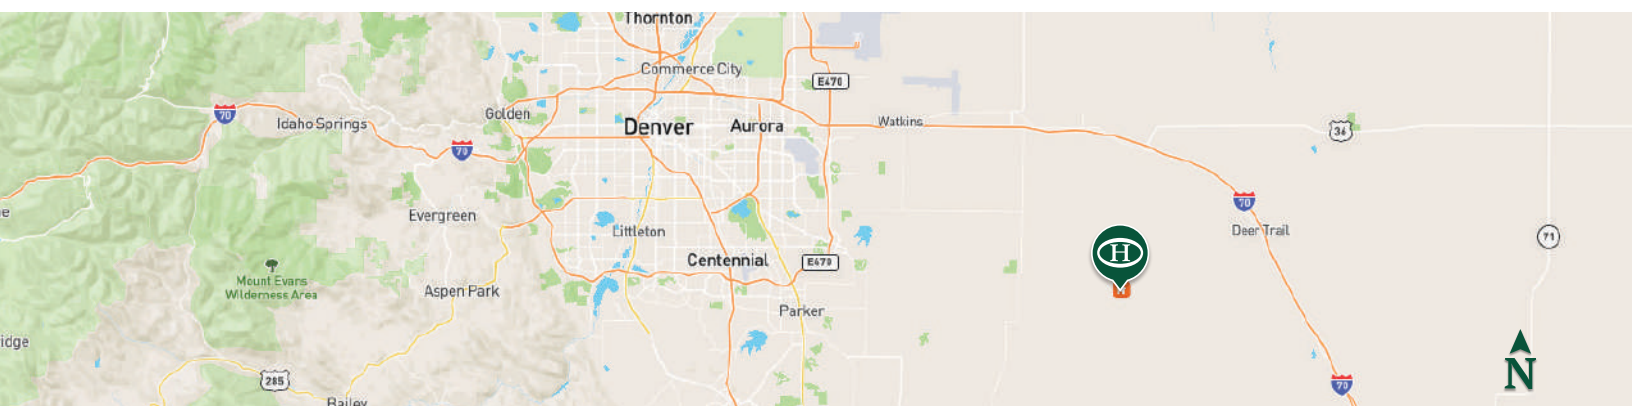 Thornton
Commerce City
E470
70
Idaho Springs
Golden
Denver
Aurora
Watkins
36
70
70
Evergreen
Littleton
Deer Trail
71
Centennial
E470
H
Mount Evans
Wilderness Area
Aspen Park
Parker
idge
285
Bailey
70
N